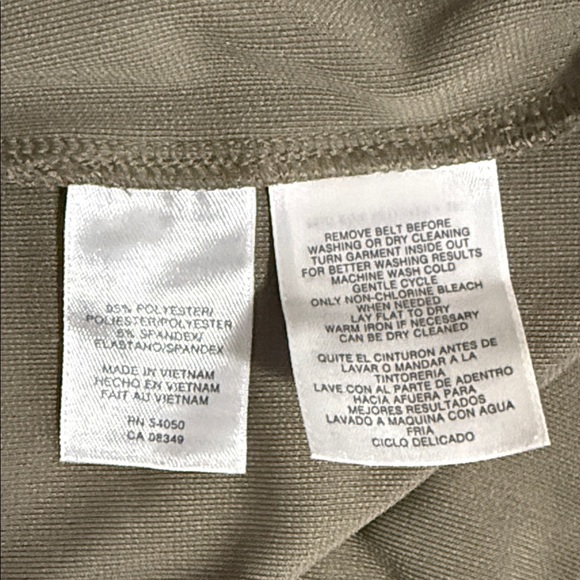 95% POLYESTER/
POLIESTER/POLYESTER
5% SPANDEX/
ELASTANO/SPANDEX
MADE IN VIETNAM
HECHO EN VIETNAM
FAIT AU VIETNAM
RN 54050
CA 08349
REMOVE BELT BEFORE
WASHING OR DRY CLEANING
TURN GARMENT INSIDE OUT
FOR BETTER WASHING RESULTS
MACHINE WASH COLD
GENTLE CYCLE
ONLY NON-CHLORINE BLEACH
WHEN NEEDED
LAY FLAT TO DRY
WARM IRON IF NECESSARY
CAN BE DRY CLEANED
QUITE EL CINTURON ANTES DE
LAVAR O MANDAR A LA
TINTORERIA
LAVE CON AL PARTE DE ADENTRO
HACIA AFUERA PARA
MEJORES RESULTADOS
LAVADO A MAQUINA CON AGUA
FRIA
CICLO DELICADO